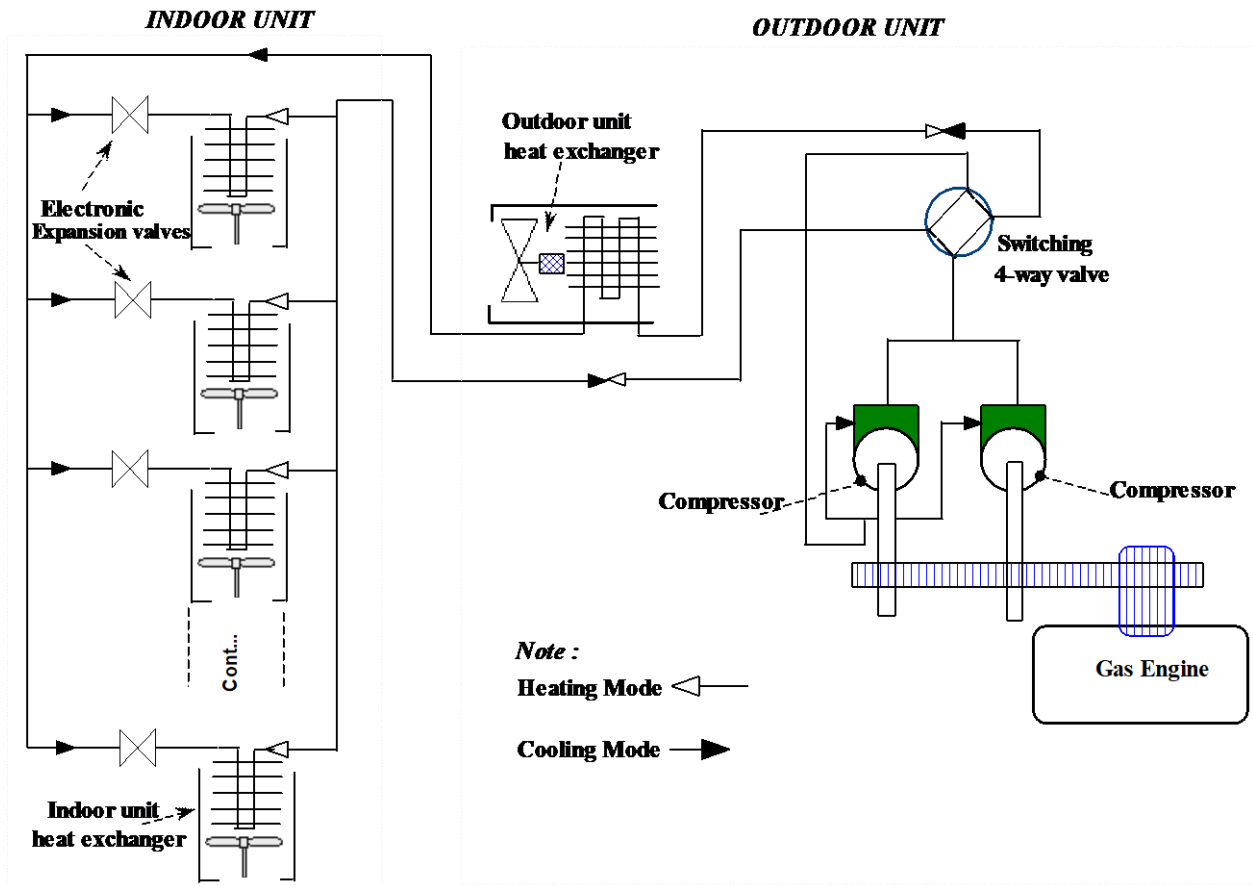 INDOOR UNIT
OUTDOOR UNIT
Outdoor unit
heat exchanger
Electronic
Expansion valves
Switching
4-way valve
Compressor
Compressor
Cont...
Note :
Heating Mode
Cooling Mode
Gas Engine
Indoor unit
heat exchanger